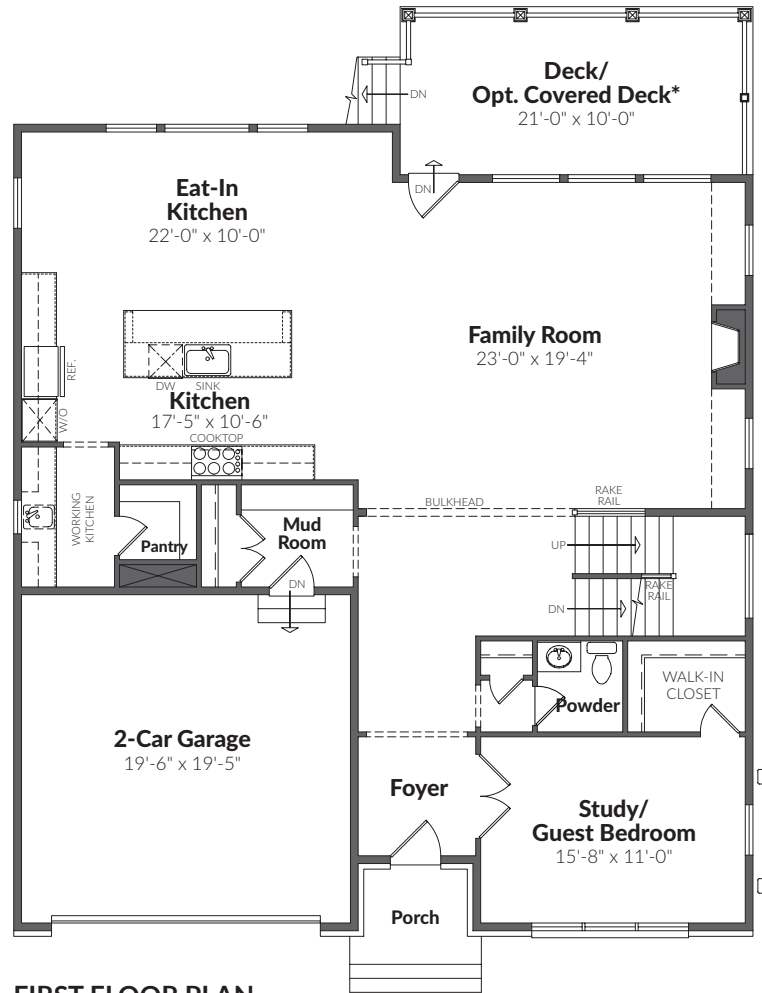 Deck/
Opt. Covered Deck*
21'-0" x 10'-0"
DN
DN
Eat-In
Kitchen
22'-0" x 10'-0"
Family Room
23'-0" x 19'-4"
REF.
W/O
DW
SINK
Kitchen
17'-5" x 10'-6"
COOKTOP
WORKING
KITCHEN
Pantry
Mud
Room
DN
BULKHEAD
RAKE
RAIL
UP
RAKE
RAIL
DN
Powder
WALK-IN
CLOSET
2-Car Garage
19'-6" x 19'-5"
Foyer
Study/
Guest Bedroom
15'-8" x 11'-0"
Porch
FIRST FLOOR PLAN